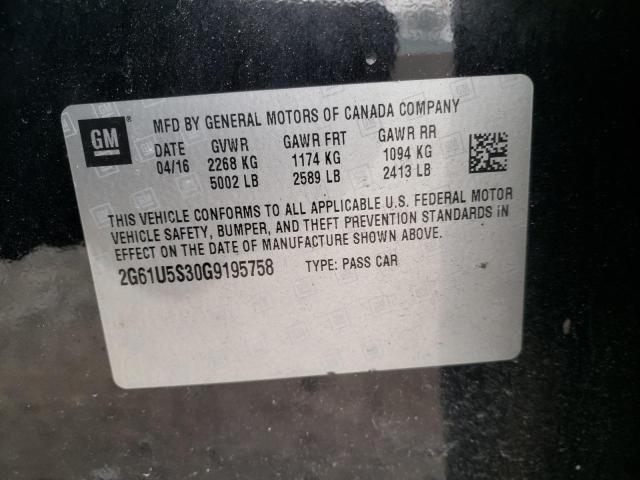 GM ®
MFD BY GENERAL MOTORS OF CANADA COMPANY
DATE GVWR GAWR FRT GAWR RR
04/16 2268 KG 1174 KG 1094 KG
5002 LB 2589 LB 2413 LB
THIS VEHICLE CONFORMS TO ALL APPLICABLE U.S. FEDERAL MOTOR
VEHICLE SAFETY, BUMPER, AND THEFT PREVENTION STANDARDS IN
EFFECT ON THE DATE OF MANUFACTURE SHOWN ABOVE.
2G61U5S30G9195758 TYPE: PASS CAR